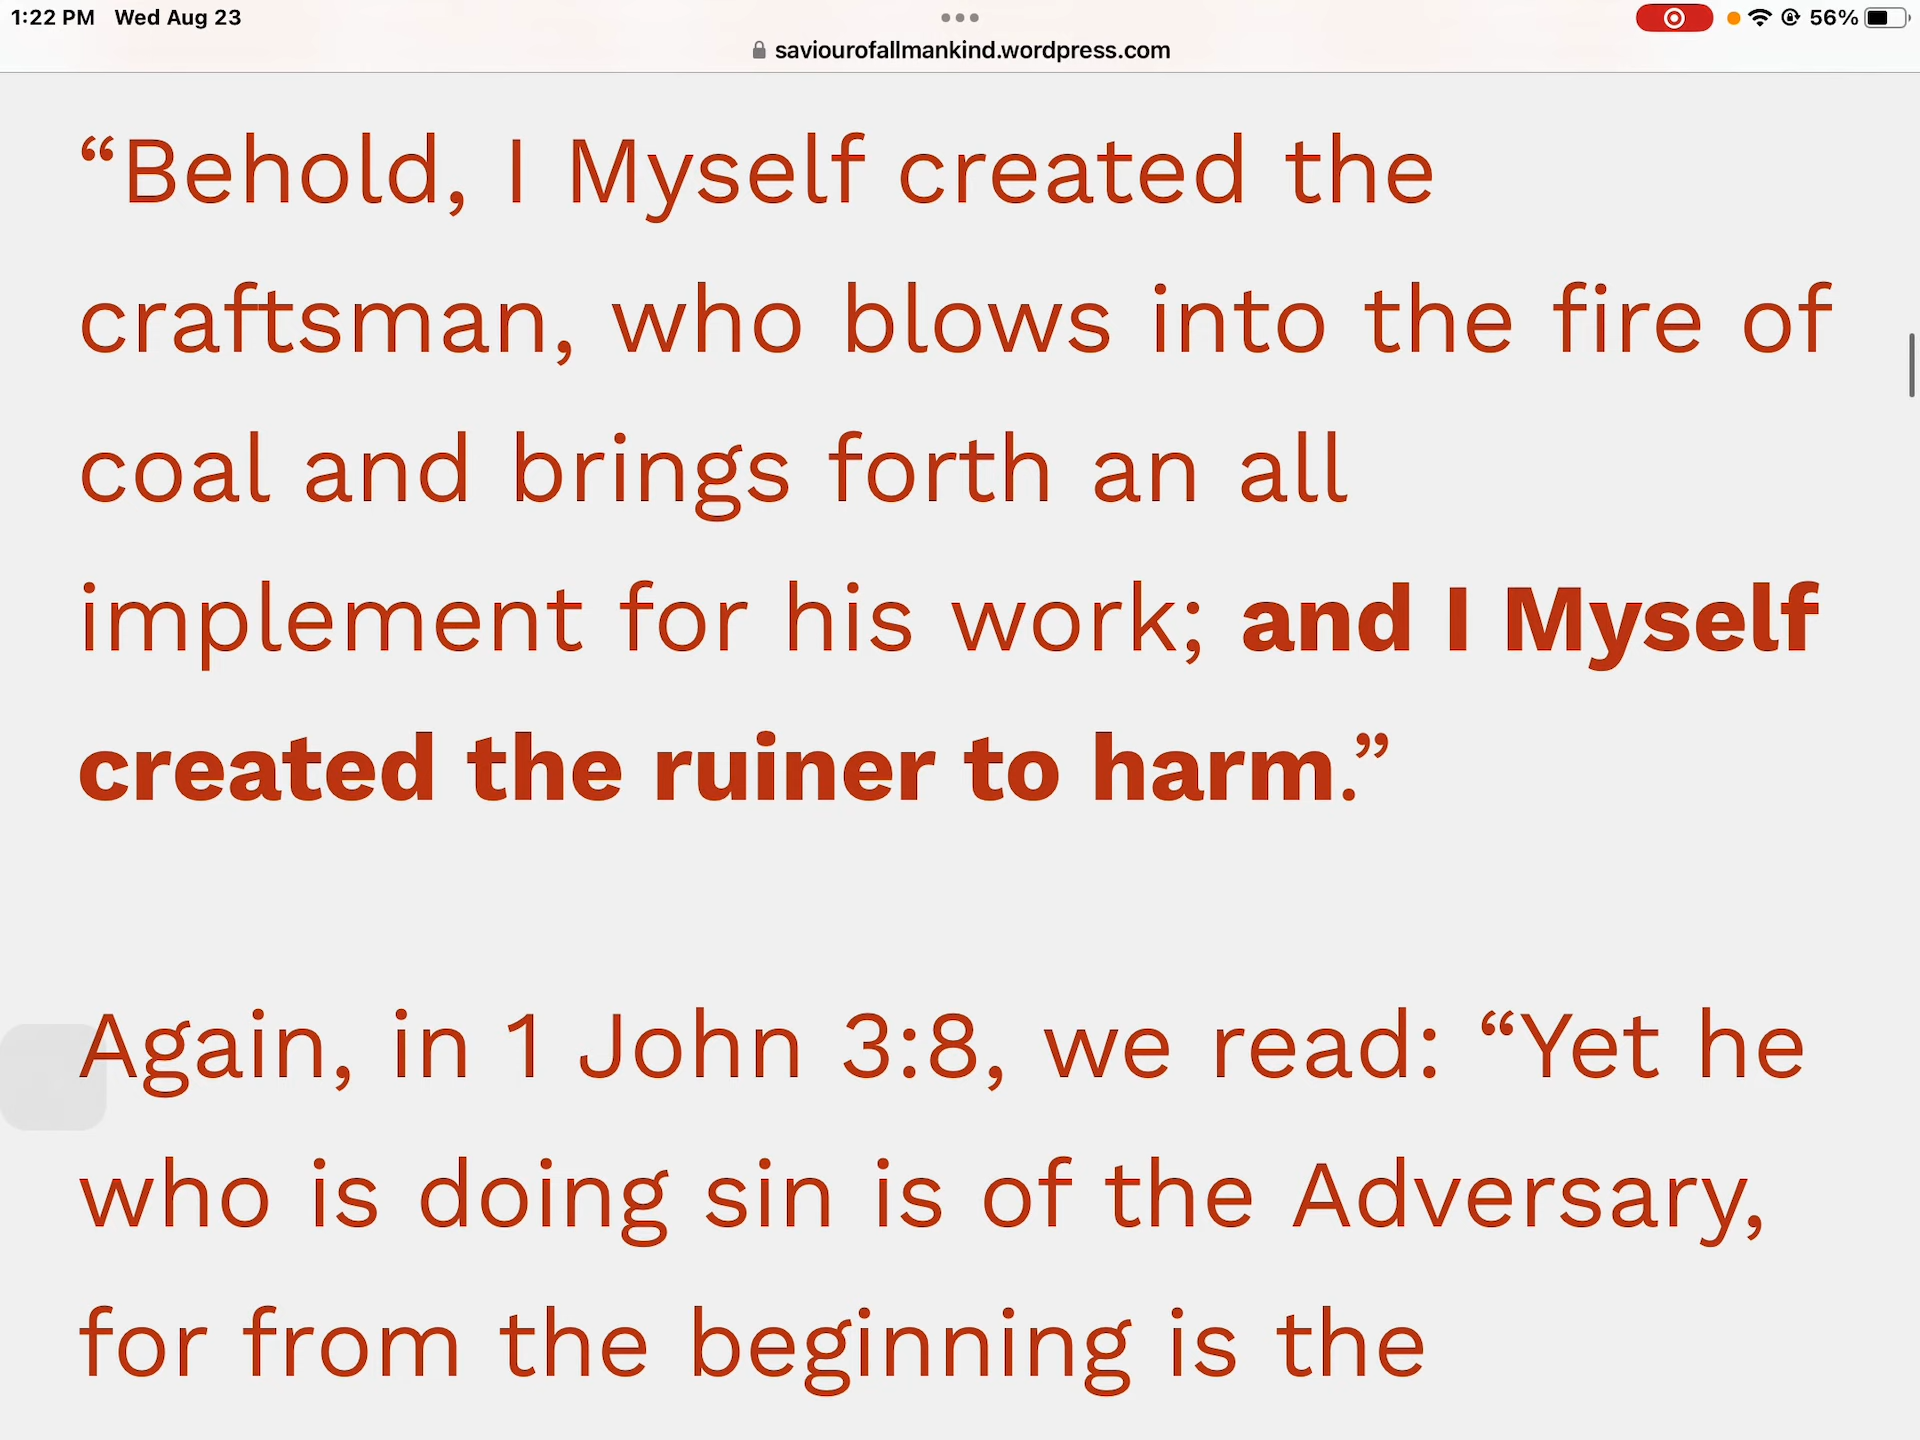 1:22 PM Wed Aug 23
56%
saviourofallmankind.wordpress.com
“Behold, I Myself created the
craftsman, who blows into the fire of
coal and brings forth an all
implement for his work; and I Myself
created the ruiner to harm.”
Again, in 1 John 3:8, we read: “Yet he
who is doing sin is of the Adversary,
for from the beginning is the